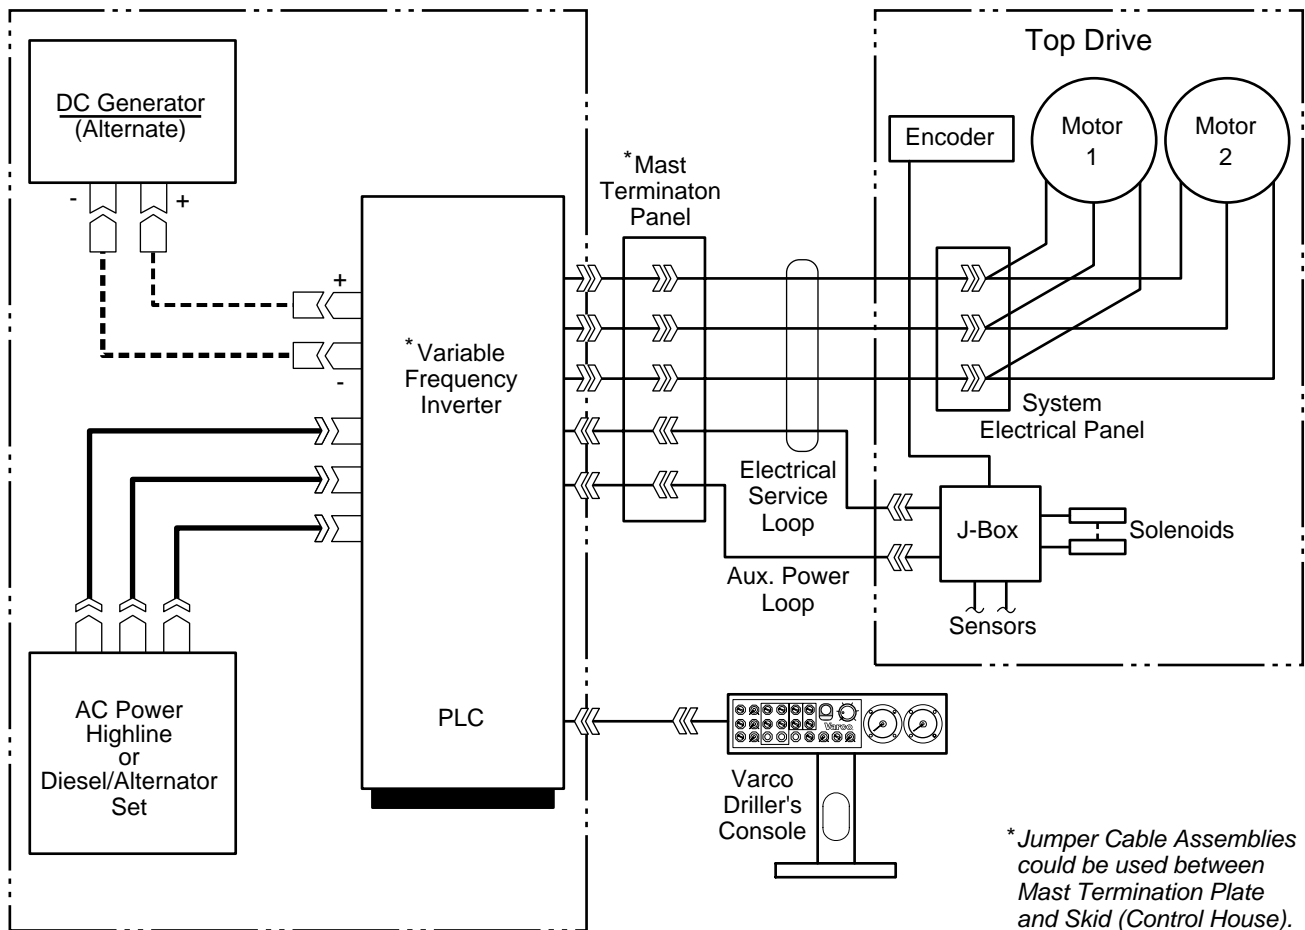 DC Generator
(Alternate)
-
+
+
-
*Variable
Frequency
Inverter
PLC
AC Power
Highline
or
Diesel/Alternator
Set
*Mast
Terminaton
Panel
Electrical
Service
Loop
Aux. Power
Loop
Top Drive
Encoder
Motor
1
Motor
2
System
Electrical Panel
J-Box
Solenoids
Sensors
Varco
Varco
Driller's
Console
*Jumper Cable Assemblies
could be used between
Mast Termination Plate
and Skid (Control House).